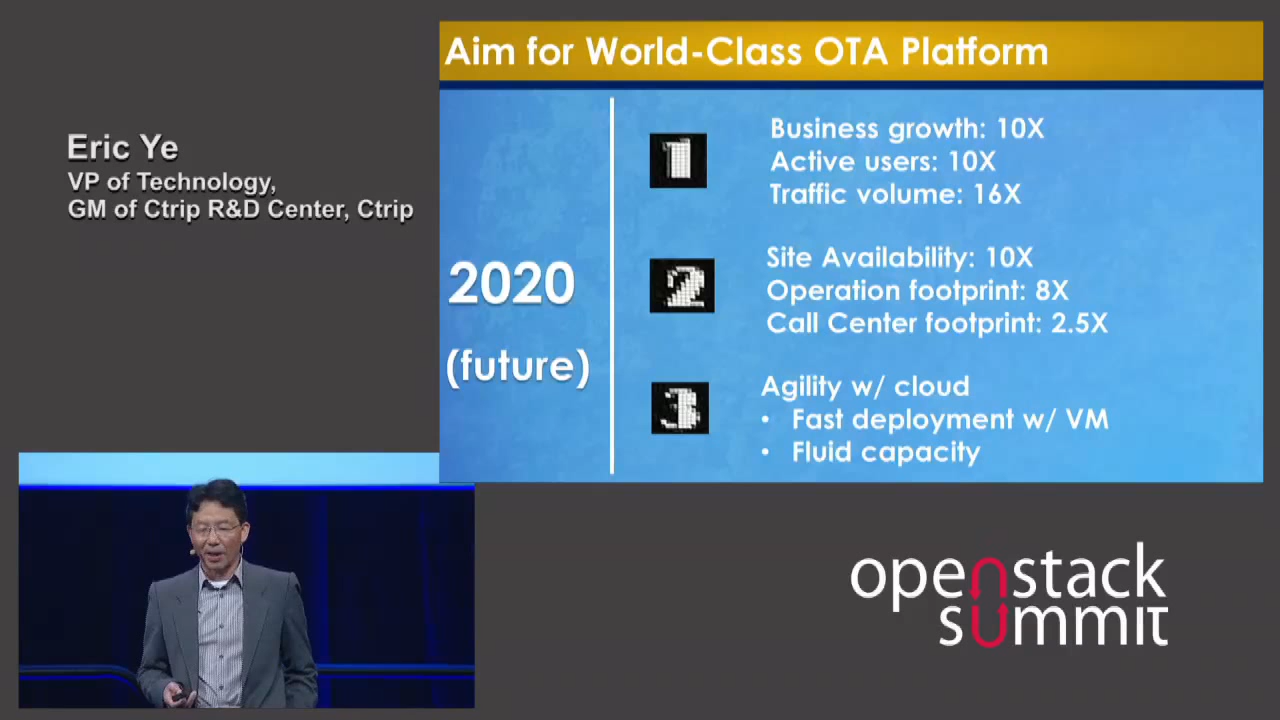 Aim for World-Class OTA Platform
Eric Ye
VP of Technology,
GM of Ctrip R&D Center, Ctrip
2020
(future)
1
Business growth: 10X
Active users: 10X
Traffic volume: 16X
2
Site Availability: 10X
Operation footprint: 8X
Call Center footprint: 2.5X
3
Agility w/ cloud
• Fast deployment w/ VM
• Fluid capacity
openstack
summit